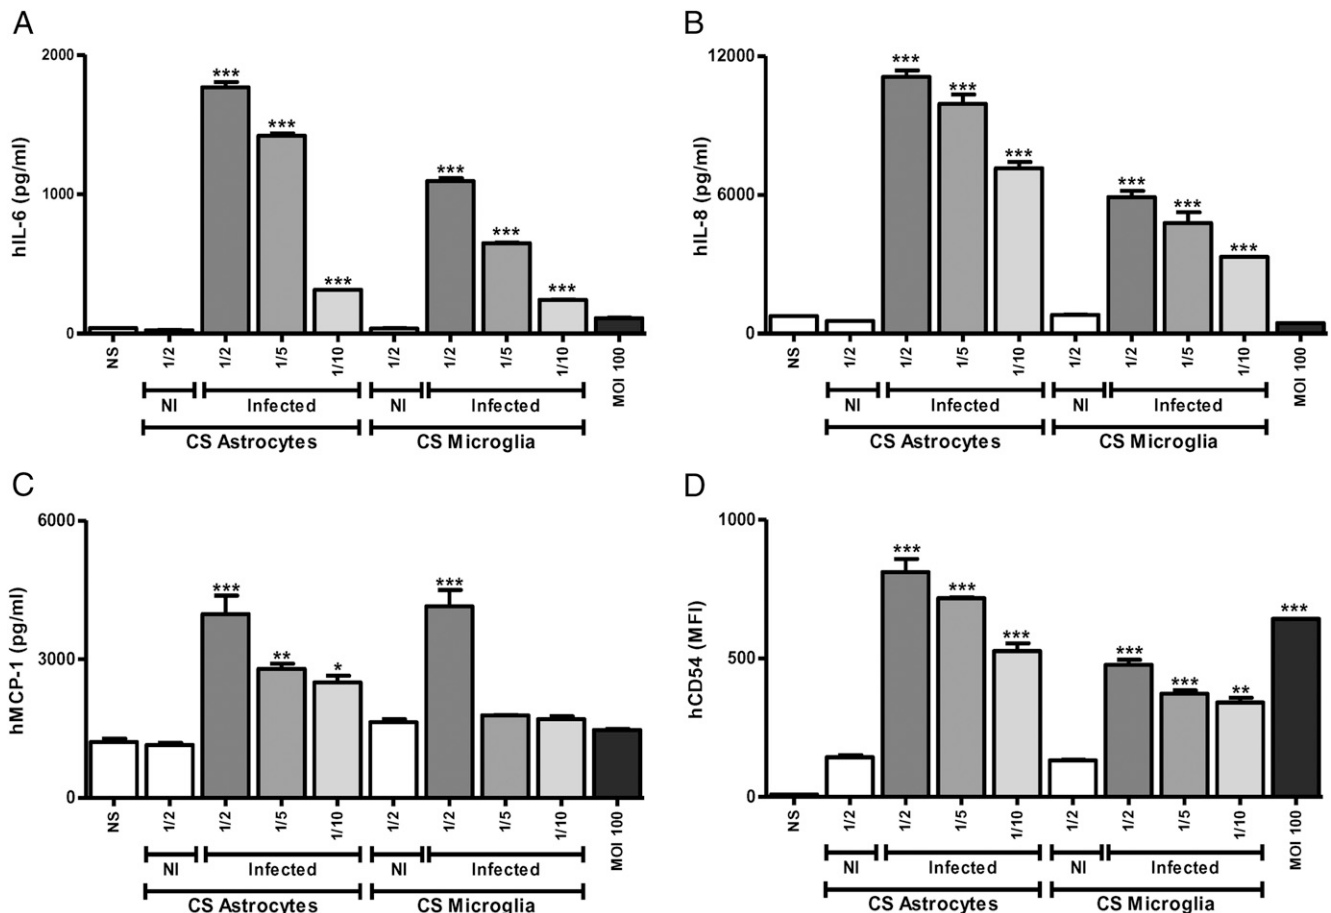 A
hIL-6 (pg/ml)
2000
1000
0
***
***
***
***
***
***
NS
1/2
1/2
1/5
1/10
1/2
1/2
1/5
1/10
MOI 100
NI
Infected
NI
Infected
CS Astrocytes
CS Microglia
B
hIL-8 (pg/ml)
12000
6000
0
***
***
***
***
***
***
NS
1/2
1/2
1/5
1/10
1/2
1/2
1/5
1/10
MOI 100
NI
Infected
NI
Infected
CS Astrocytes
CS Microglia
C
hMCP-1 (pg/ml)
6000
3000
0
***
**
*
***
NS
1/2
1/2
1/5
1/10
1/2
1/2
1/5
1/10
MOI 100
NI
Infected
NI
Infected
CS Astrocytes
CS Microglia
D
hCD54 (MFI)
1000
500
0
***
***
***
***
***
**
***
NS
1/2
1/2
1/5
1/10
1/2
1/2
1/5
1/10
MOI 100
NI
Infected
NI
Infected
CS Astrocytes
CS Microglia